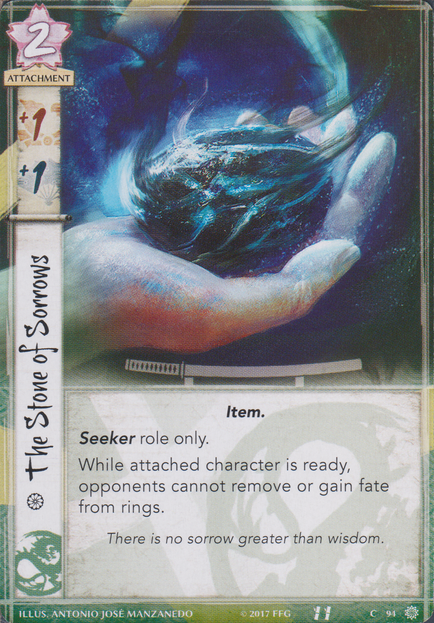 2
ATTACHMENT
+1
+1
The Stone of Sorrows
Item.
Seeker role only.
While attached character is ready,
opponents cannot remove or gain fate
from rings.
There is no sorrow greater than wisdom.
ILLUS. ANTONIO JOSÉ MANZANEDO
© 2017 FFG
C 94